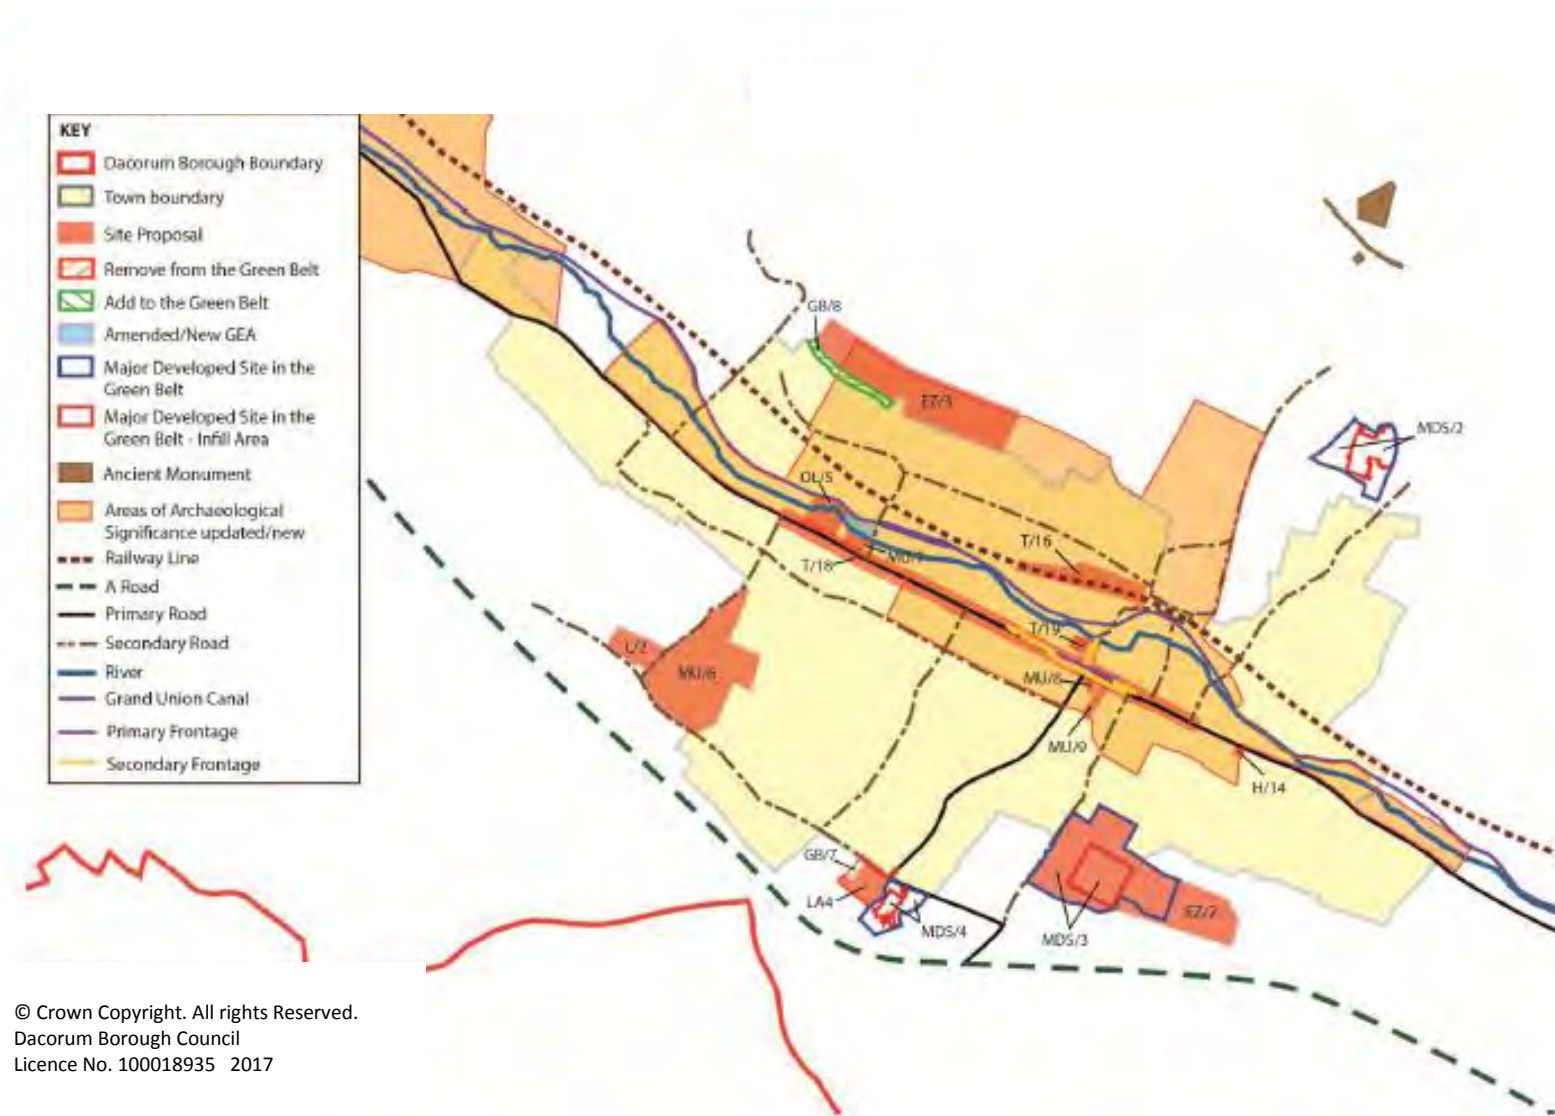 KEY
Dacorum Borough Boundary
Town boundary
Site Proposal
Remove from the Green Belt
Add to the Green Belt
Amended/New GEA
Major Developed Site in the
Green Belt
Major Developed Site in the
Green Belt - Infill Area
Ancient Monument
Areas of Archaeological
Significance updated/new
Railway Line
A Road
Primary Road
Secondary Road
River
Grand Union Canal
Primary Frontage
Secondary Frontage
GB/8
EZ/3
MDS/2
OL/5
T/16
MU/7
T/18
T/19
L/2
MU/6
MU/8
MU/9
H/14
GB/7
LA4
MDS/4
MDS/3
EZ/2
© Crown Copyright. All rights Reserved.
Dacorum Borough Council
Licence No. 100018935 2017